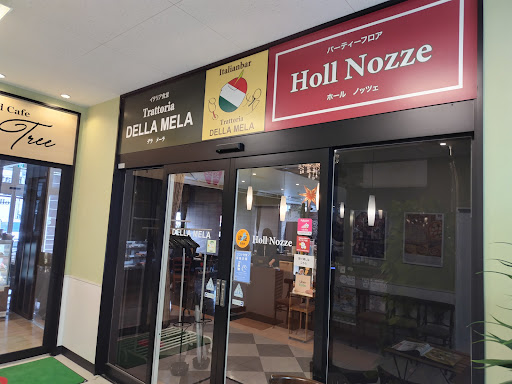 d Cafe
Tree
イタリア食堂
Trattoria
DELLA MELA
デラ メーラ
Italianbar
Trattoria
DELLA MELA
パーティーフロア
Holl Nozze
ホール ノッツェ
DELLA MELA
Holl Nozze